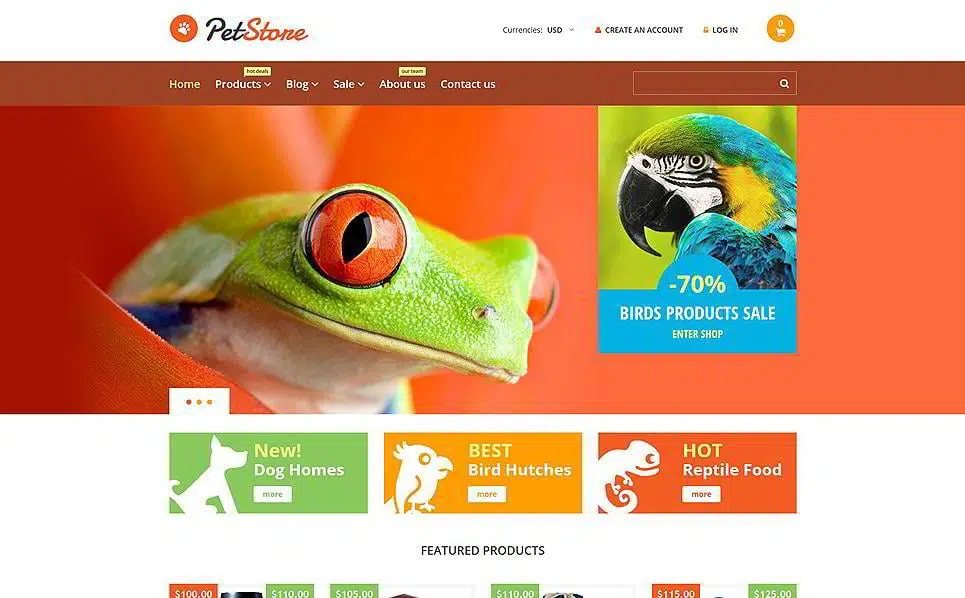 PetStore
Currencies: USD
CREATE AN ACCOUNT
LOG IN
0
hot deals
our team
Home Products Blog Sale About us Contact us
-70%
BIRDS PRODUCTS SALE
ENTER SHOP
New!
Dog Homes
more
BEST
Bird Hutches
more
HOT
Reptile Food
more
FEATURED PRODUCTS
$100.00 $110.00 $105.00 $110.00 $115.00 $125.00